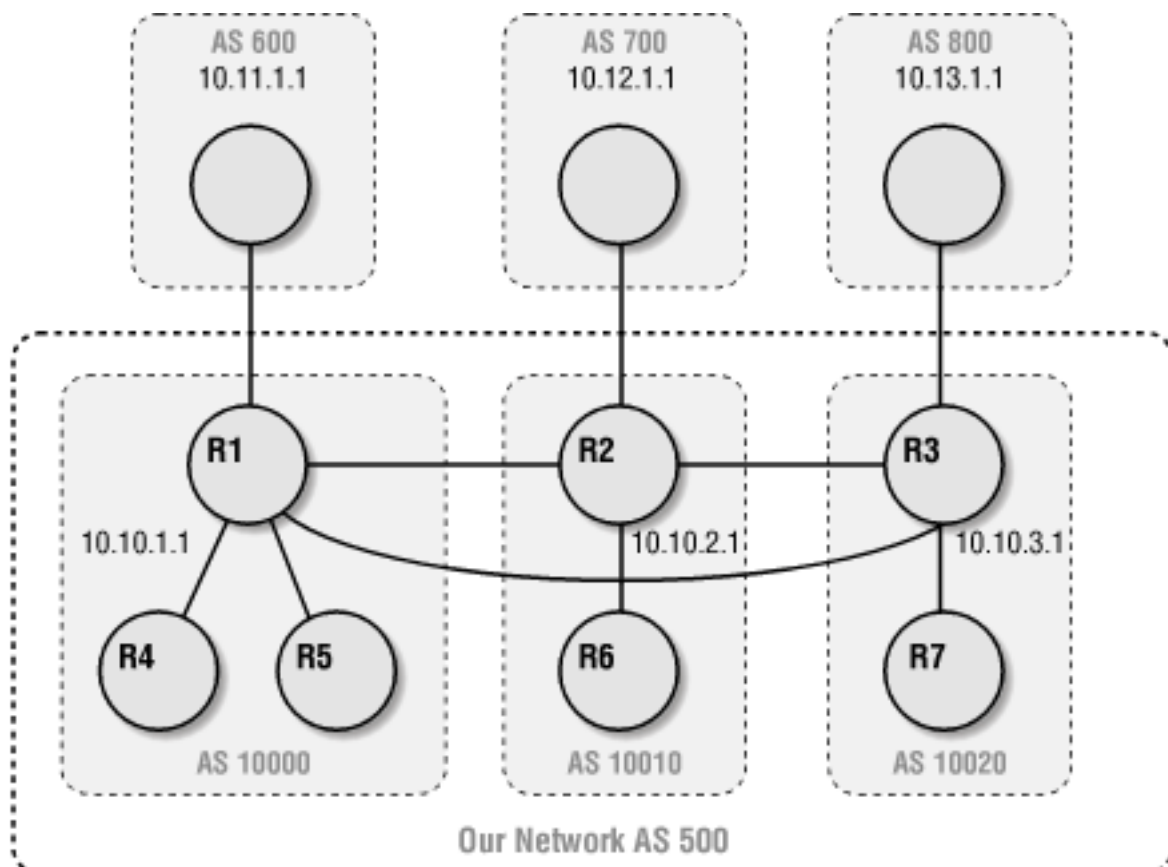 AS 600
10.11.1.1
AS 700
10.12.1.1
AS 800
10.13.1.1
R1
R2
R3
10.10.1.1
10.10.2.1
10.10.3.1
R4
R5
R6
R7
AS 10000
AS 10010
AS 10020
Our Network AS 500